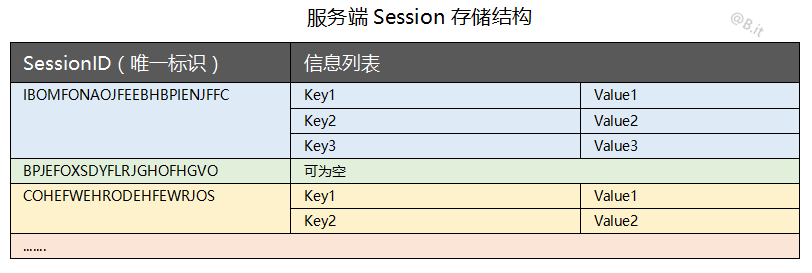 服务端 Session 存储结构
@B.it
SessionID（唯一标识） 信息列表
IBOMFONAOJFEEBHBPIENJFFC Key1 Value1
Key2 Value2
Key3 Value3
BPJEFOXSDYFLRJGHOFHGVO 可为空
COHEFWEHRODEHFEWRJOS Key1 Value1
Key2 Value2
.......